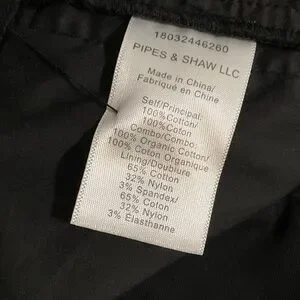 18032446260
PIPES & SHAW LLC
Made in China/
Fabriqué en Chine
Self/Principal
100%Cotton/
100%Coton
Combo/Combo:
100% Organic Cotton/
100% Coton Organique
Lining/Doublure
65% Cotton
32% Nylon
3% Spandex/
65% Coton
32% Nylon
3% Elasthanne